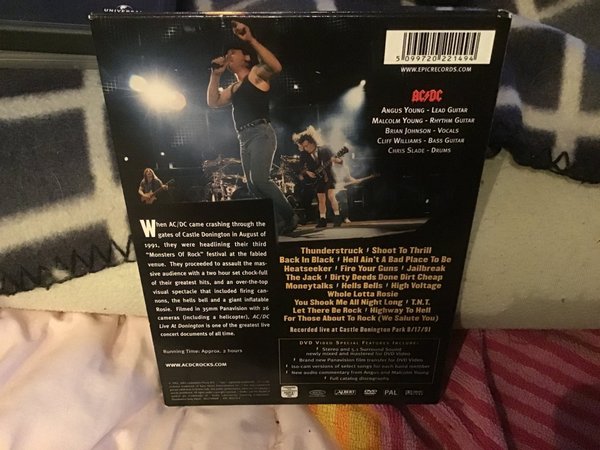 UNIVERSAL
5 099720 221494
WWW.EPICRECORDS.COM
AC/DC
ANGUS YOUNG - LEAD GUITAR
MALCOLM YOUNG - RHYTHM GUITAR
BRIAN JOHNSON - VOCALS
CLIFF WILLIAMS - BASS GUITAR
CHRIS SLADE - DRUMS
When AC/DC came crashing through the
gates of Castle Donington in August of
1991, they were headlining their third
"Monsters Of Rock" festival at the fabled
venue. They proceeded to assault the mas-
sive audience with a two hour set chock-full
of their greatest hits, and an over-the-top
visual spectacle that included firing can-
nons, the hells bell and a giant inflatable
Rosie. Filmed in 35mm Panavision with 26
cameras (including a helicopter), AC/DC
Live At Donington is one of the greatest live
concert documents of all time.
Running Time: Approx. 2 hours
WWW.ACDCROCKS.COM
Thunderstruck Shoot To Thrill
Back In Black Hell Ain't A Bad Place To Be
Heatseeker Fire Your Guns Jailbreak
The Jack Dirty Deeds Done Dirt Cheap
Moneytalks Hells Bells High Voltage
Whole Lotta Rosie
You Shook Me All Night Long T.N.T.
Let There Be Rock Highway To Hell
For Those About To Rock (We Salute You)
Recorded live at Castle Donington Park 8/17/91
DVD VIDEO SPECIAL FEATURES INCLUDE:
Stereo and 5.1 Surround Sound
newly mixed and mastered for DVD Video
Brand new Panavision film transfer for DVD Video
Iso-cam versions of select songs for each band member
New audio commentary from Angus and Malcolm Young
Full catalog discography
ALBERT
DVD
PAL